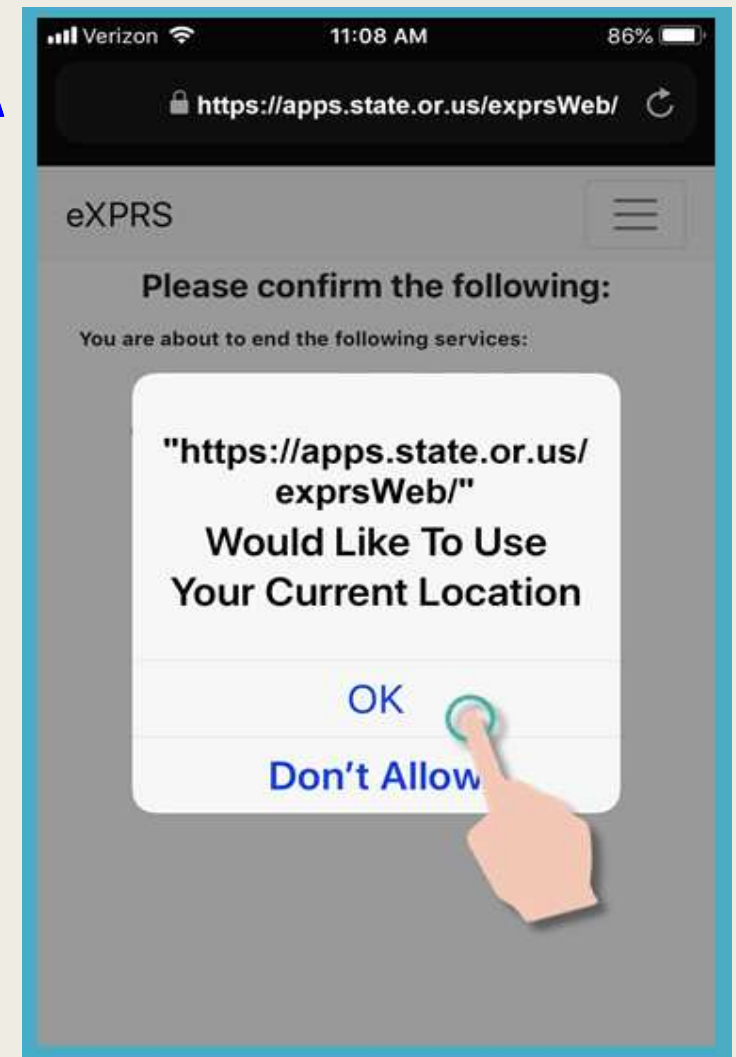 Verizon 11:08 AM 86%
https://apps.state.or.us/exprsWeb/
eXPRS
Please confirm the following:
You are about to end the following services:
"https://apps.state.or.us/
exprsWeb/"
Would Like To Use
Your Current Location
OK
Don't Allow